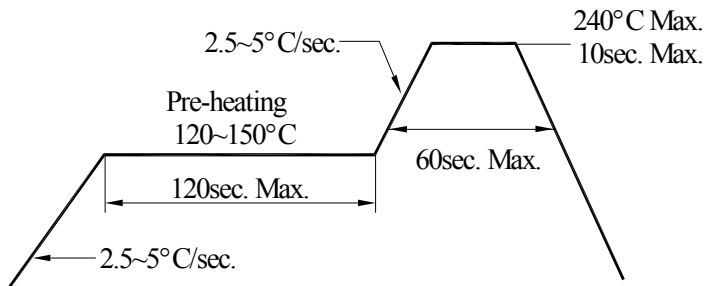 240°C Max.
10sec. Max.
2.5~5°C/sec.
Pre-heating
120~150°C
60sec. Max.
120sec. Max.
2.5~5°C/sec.